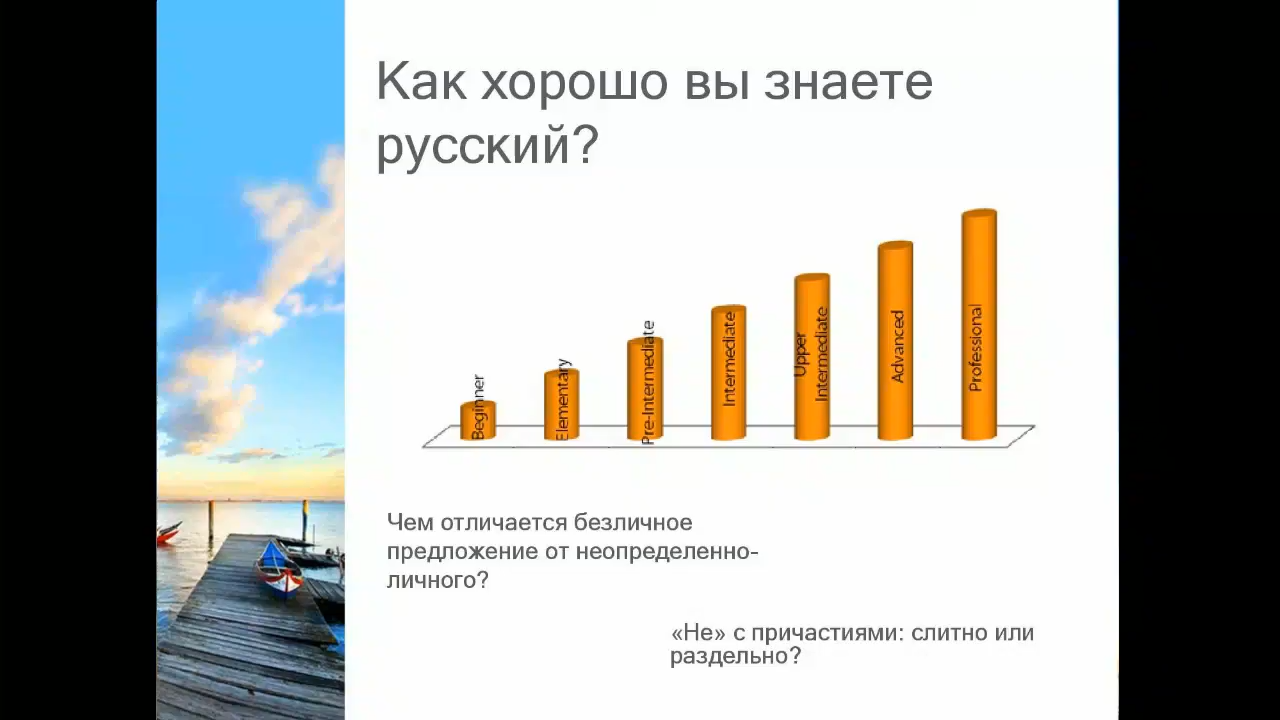 Как хорошо вы знаете
русский?
Beginner
Elementary
Pre-Intermediate
Intermediate
Upper
Intermediate
Advanced
Professional
Чем отличается безличное
предложение от неопределенно-
личного?
«Не» с причастиями: слитно или
раздельно?